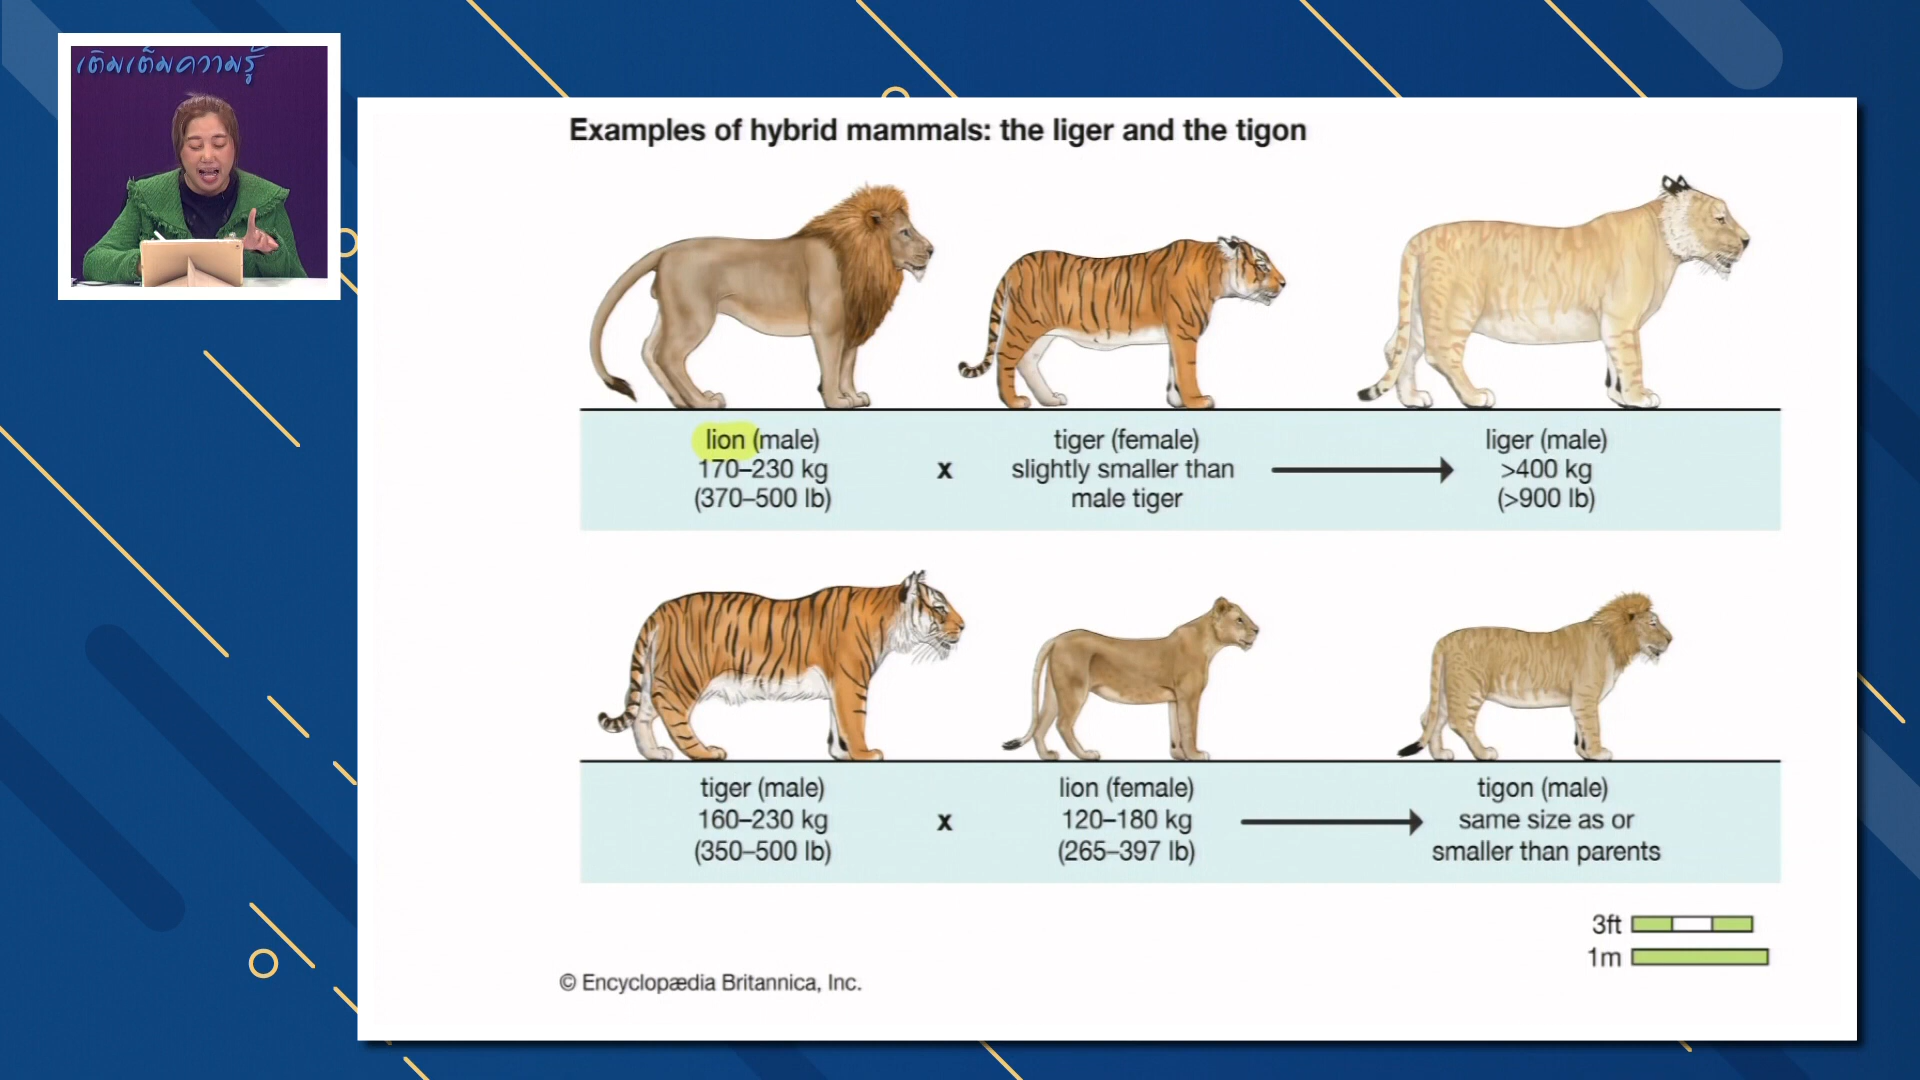 เติมเต็มความรู้
Examples of hybrid mammals: the liger and the tigon
lion (male)
170–230 kg
(370–500 lb)
x
tiger (female)
slightly smaller than
male tiger
liger (male)
>400 kg
(>900 lb)
tiger (male)
160–230 kg
(350–500 lb)
x
lion (female)
120–180 kg
(265–397 lb)
tigon (male)
same size as or
smaller than parents
3ft
1m
© Encyclopædia Britannica, Inc.